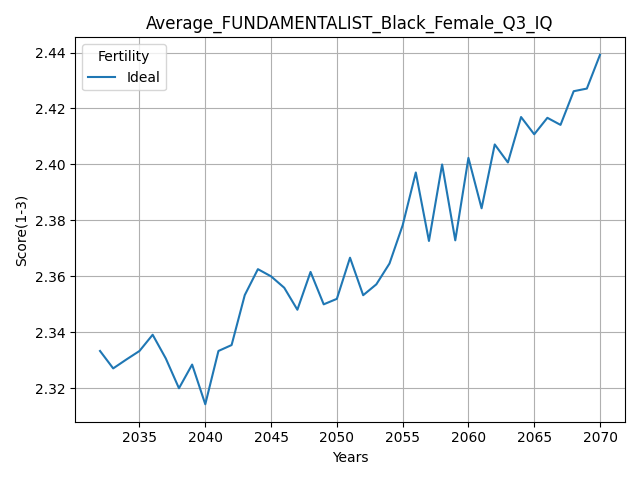 Average_FUNDAMENTALIST_Black_Female_Q3_IQ
Fertility
Ideal
Score(1-3)
2.44
2.42
2.40
2.38
2.36
2.34
2.32
2035 2040 2045 2050 2055 2060 2065 2070
Years